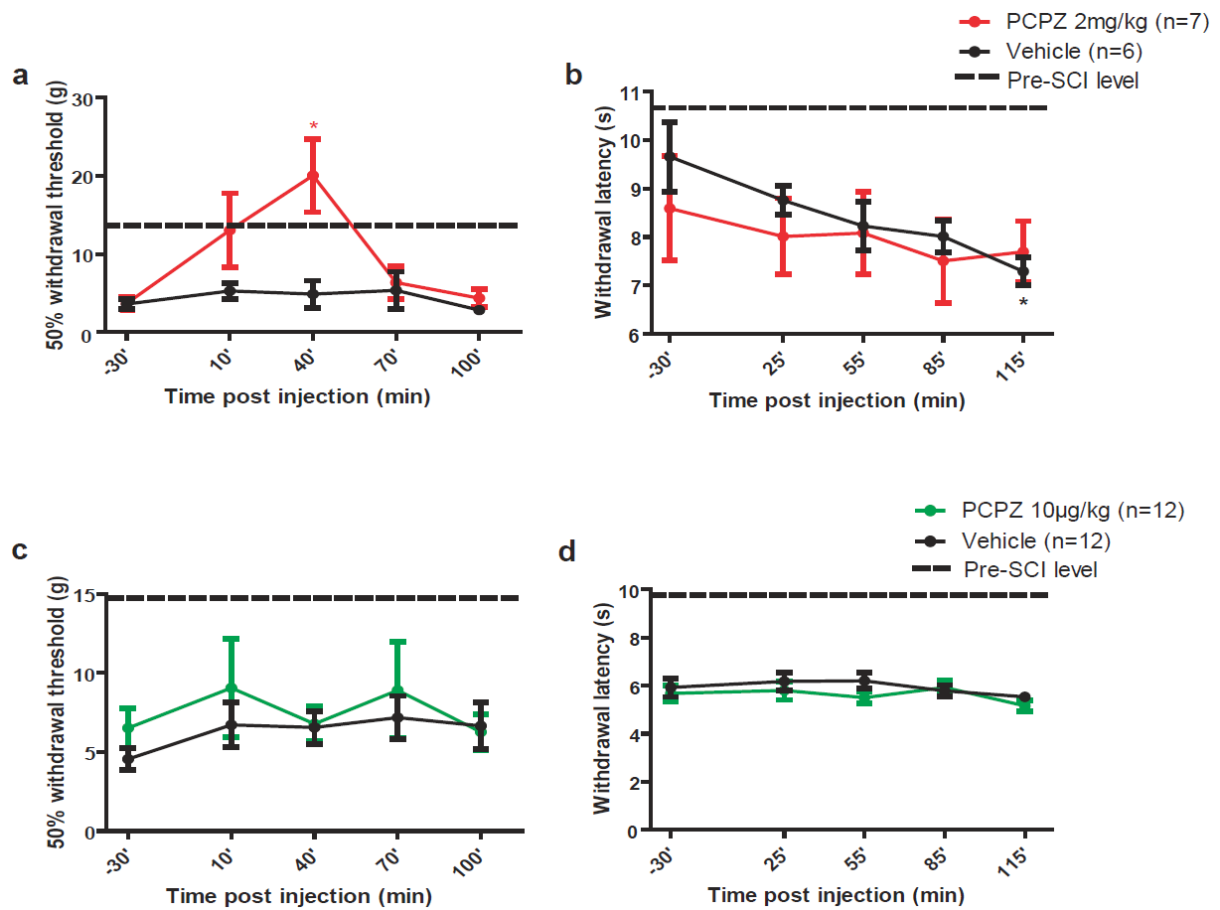 PCPZ 2mg/kg (n=7)
Vehicle (n=6)
Pre-SCI level
a
50% withdrawal threshold (g)
30
20
10
0
*
-30'
10'
40'
70'
100'
Time post injection (min)
b
Withdrawal latency (s)
11
10
9
8
7
6
*
-30'
25'
55'
85'
115'
Time post injection (min)
PCPZ 10µg/kg (n=12)
Vehicle (n=12)
Pre-SCI level
c
50% withdrawal threshold (g)
15
10
5
0
-30'
10'
40'
70'
100'
Time post injection (min)
d
Withdrawal latency (s)
10
8
6
4
2
0
-30'
25'
55'
85'
115'
Time post injection (min)